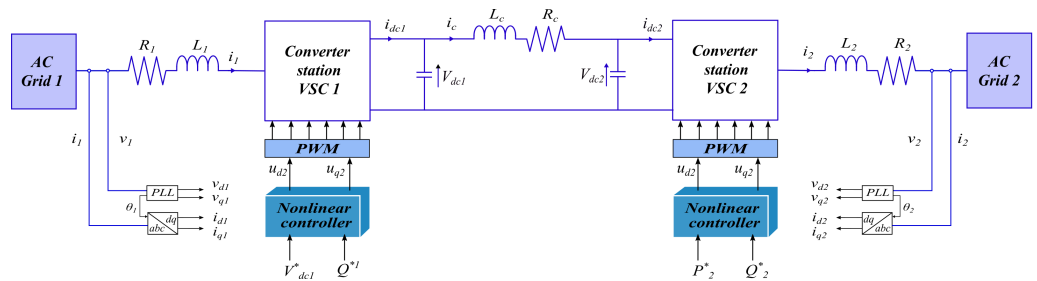 AC
Grid 1
R1
L1
i1
Converter
station
VSC 1
idc1
ic
Lc
Rc
idc2
Vdc1
Vdc2
Converter
station
VSC 2
i2
L2
R2
AC
Grid 2
i1
v1
PWM
ud2
uq2
PWM
ud2
uq2
v2
i2
PLL
vd1
vq1
θ1
dq
abc
id1
iq1
Nonlinear
controller
V*dc1
Q*1
Nonlinear
controller
P*2
Q*2
vd2
vq2
PLL
θ2
id2
iq2
dq
abc